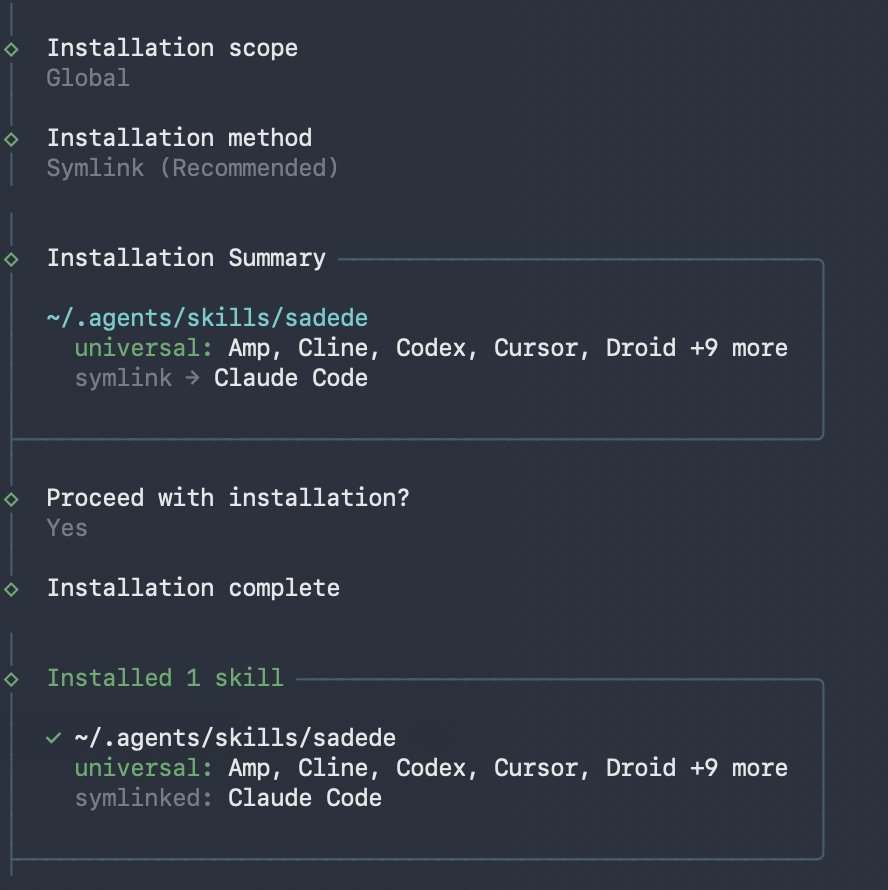 Installation scope
Global
Installation method
Symlink (Recommended)
Installation Summary
~/.agents/skills/sadede
universal: Amp, Cline, Codex, Cursor, Droid +9 more
symlink → Claude Code
Proceed with installation?
Yes
Installation complete
Installed 1 skill
✓ ~/.agents/skills/sadede
universal: Amp, Cline, Codex, Cursor, Droid +9 more
symlinked: Claude Code